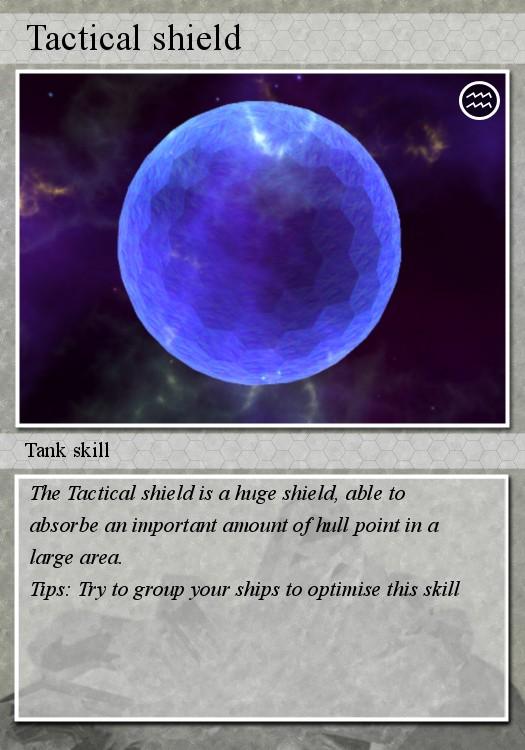 Tactical shield
Tank skill
The Tactical shield is a huge shield, able to
absorbe an important amount of hull point in a
large area.
Tips: Try to group your ships to optimise this skill